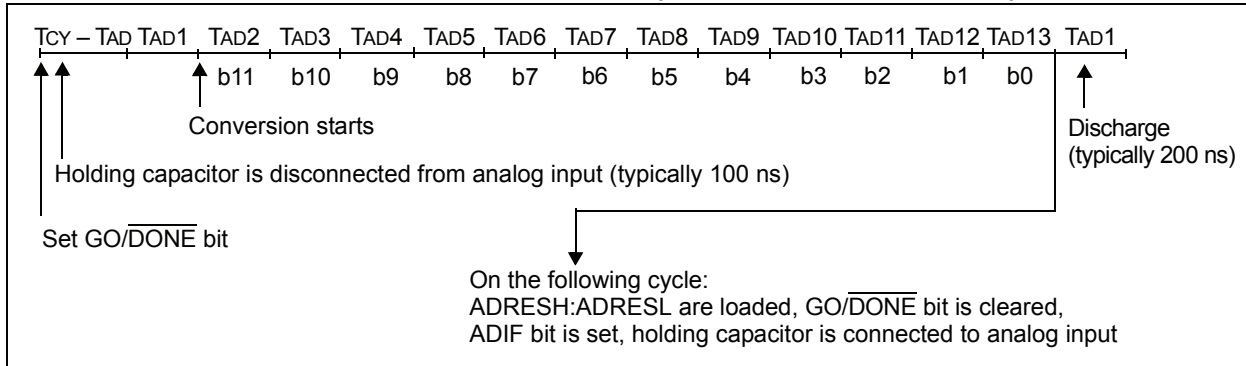 TCY – TAD TAD1 TAD2 TAD3 TAD4 TAD5 TAD6 TAD7 TAD8 TAD9 TAD10 TAD11 TAD12 TAD13 TAD1
b11 b10 b9 b8 b7 b6 b5 b4 b3 b2 b1 b0
Conversion starts
Discharge
(typically 200 ns)
Holding capacitor is disconnected from analog input (typically 100 ns)
Set GO/DONE bit
On the following cycle:
ADRESH:ADRESL are loaded, GO/DONE bit is cleared,
ADIF bit is set, holding capacitor is connected to analog input